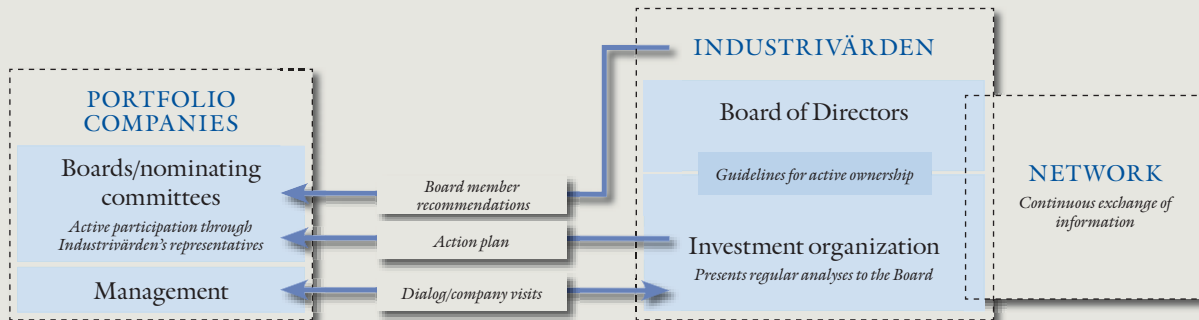 PORTFOLIO
COMPANIES
Boards/nominating
committees
Active participation through
Industrivärden’s representatives
Management
Board member
recommendations
Action plan
Dialog/company visits
INDUSTRIVÄRDEN
Board of Directors
Guidelines for active ownership
Investment organization
Presents regular analyses to the Board
NETWORK
Continuous exchange of
information